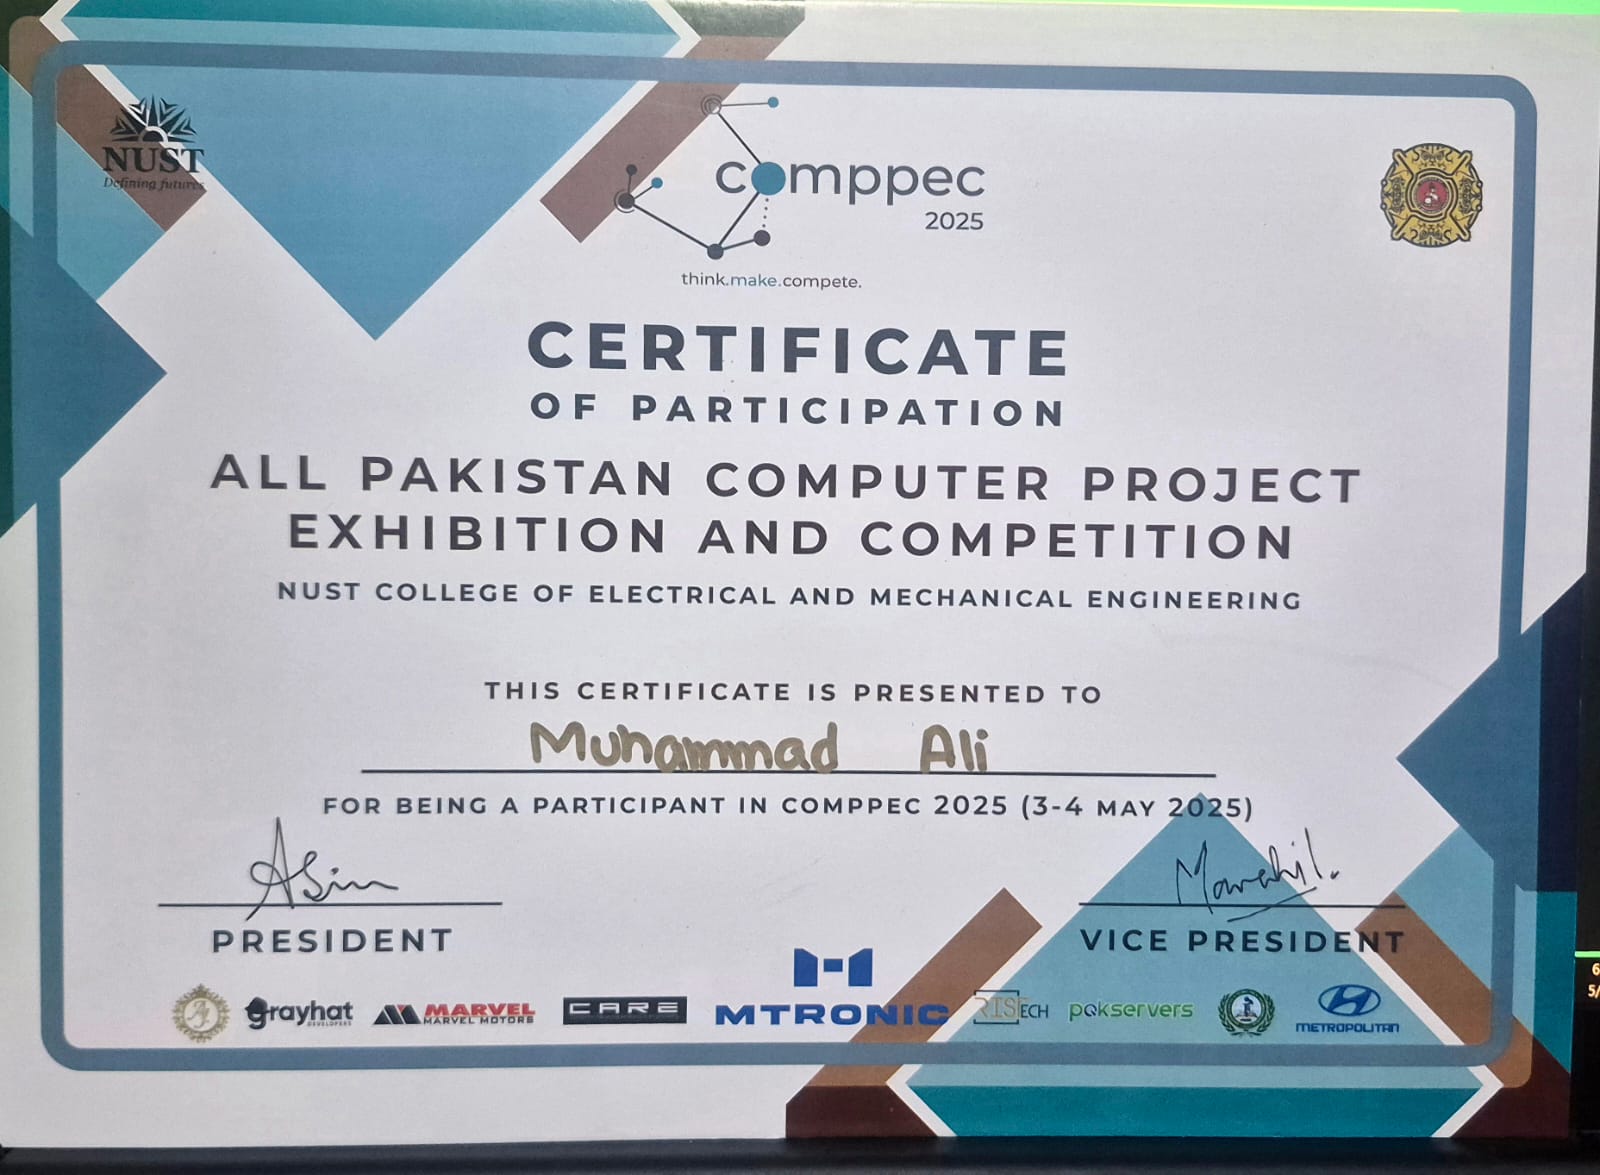 NUST
Defining futures
comppec
2025
think.make.compete.
CERTIFICATE
OF PARTICIPATION
ALL PAKISTAN COMPUTER PROJECT
EXHIBITION AND COMPETITION
NUST COLLEGE OF ELECTRICAL AND MECHANICAL ENGINEERING
THIS CERTIFICATE IS PRESENTED TO
Muhammad Ali
FOR BEING A PARTICIPANT IN COMPPEC 2025 (3-4 MAY 2025)
Asim
PRESIDENT
VICE PRESIDENT
grayhat
DEVELOPERS
MARVEL
MARVEL MOTORS
CARE
MTRONIC
RISETECH
pakservers
METROPOLITAN